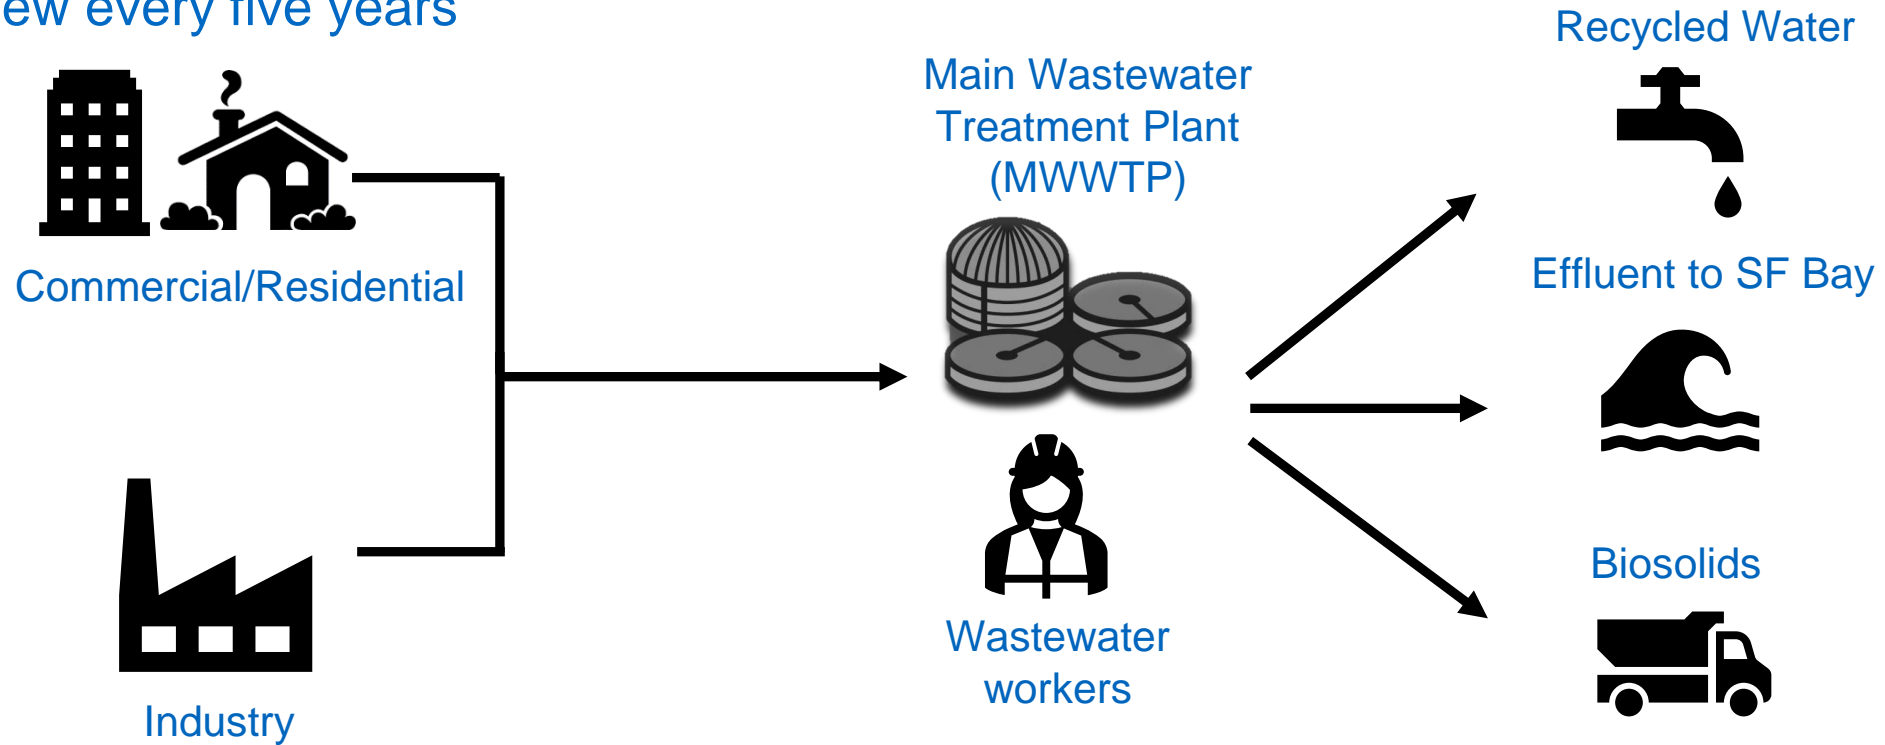 ew every five years
Commercial/Residential
Industry
Main Wastewater
Treatment Plant
(MWWTP)
Wastewater
workers
Recycled Water
Effluent to SF Bay
Biosolids